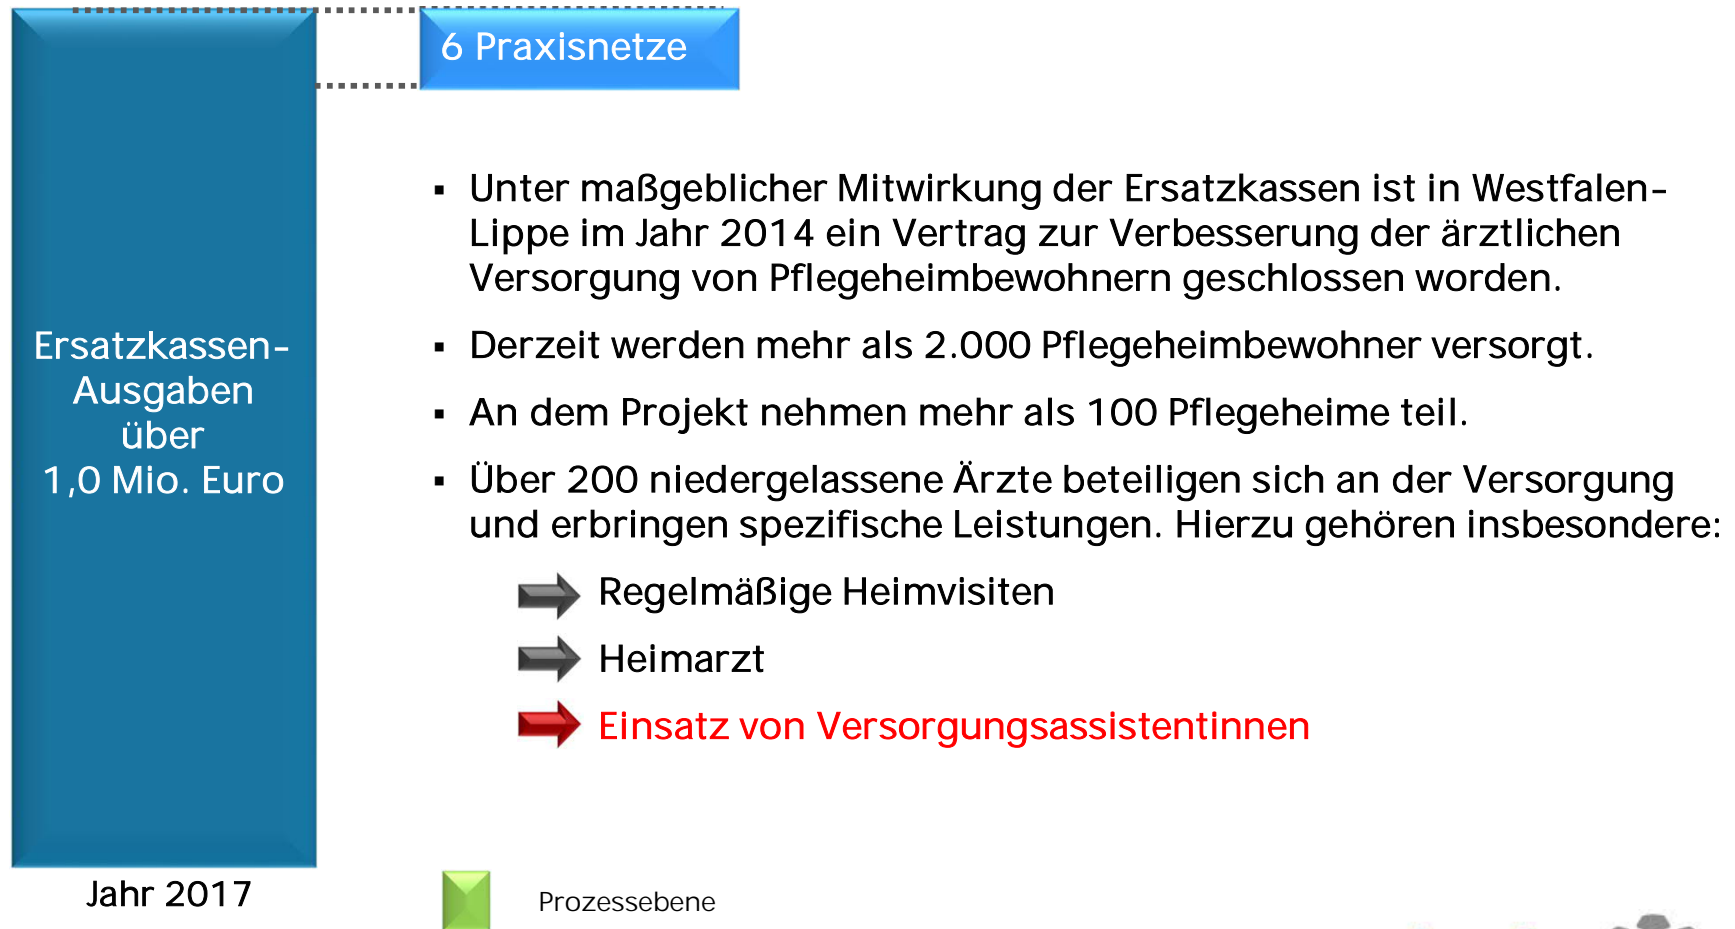 6 Praxisnetze
▪ Unter maßgeblicher Mitwirkung der Ersatzkassen ist in Westfalen-
Lippe im Jahr 2014 ein Vertrag zur Verbesserung der ärztlichen
Versorgung von Pflegeheimbewohnern geschlossen worden.
▪ Derzeit werden mehr als 2.000 Pflegeheimbewohner versorgt.
▪ An dem Projekt nehmen mehr als 100 Pflegeheime teil.
▪ Über 200 niedergelassene Ärzte beteiligen sich an der Versorgung
und erbringen spezifische Leistungen. Hierzu gehören insbesondere:
Regelmäßige Heimvisiten
Heimarzt
Einsatz von Versorgungsassistentinnen
Ersatzkassen-
Ausgaben
über
1,0 Mio. Euro
Jahr 2017
Prozessebene